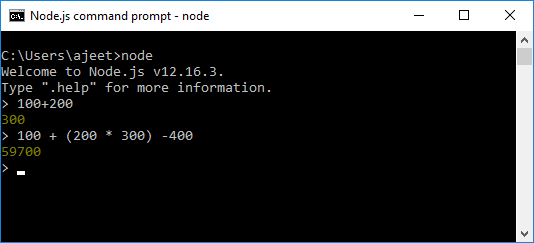 Node.js command prompt - node
C:\Users\ajeet>node
Welcome to Node.js v12.16.3.
Type ".help" for more information.
> 100+200
300
> 100 + (200 * 300) -400
59700
>